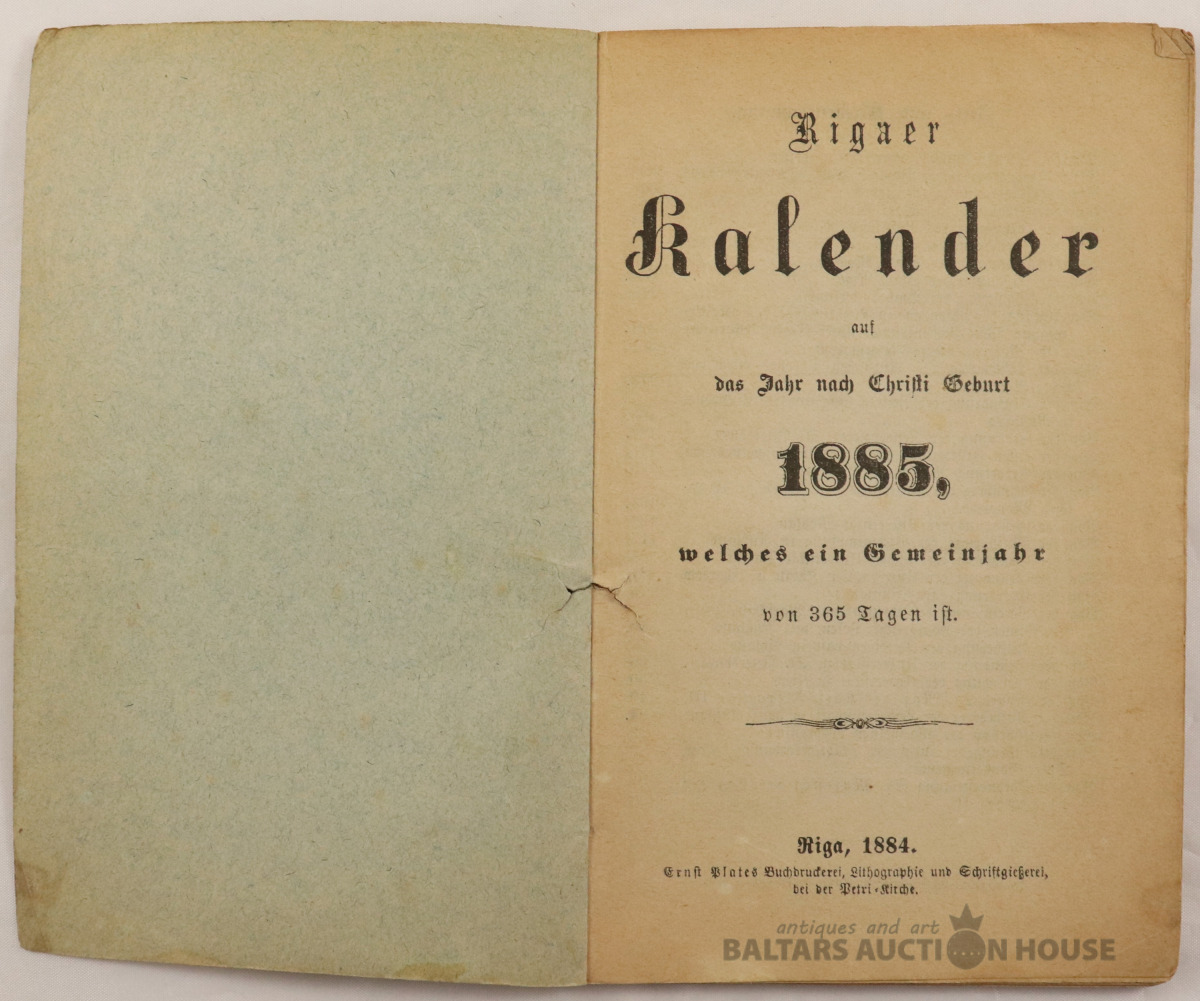 Rigaer
Kalender
auf
das Jahr nach Christi Geburt
1885,
welches ein Gemeinjahr
von 365 Tagen ist.
Riga, 1884.
Ernst Plates Buchdruckerei, Lithographie und Schriftgießerei,
bei der Petri-Kirche.
antiques and art
BALTARS AUCTION HOUSE